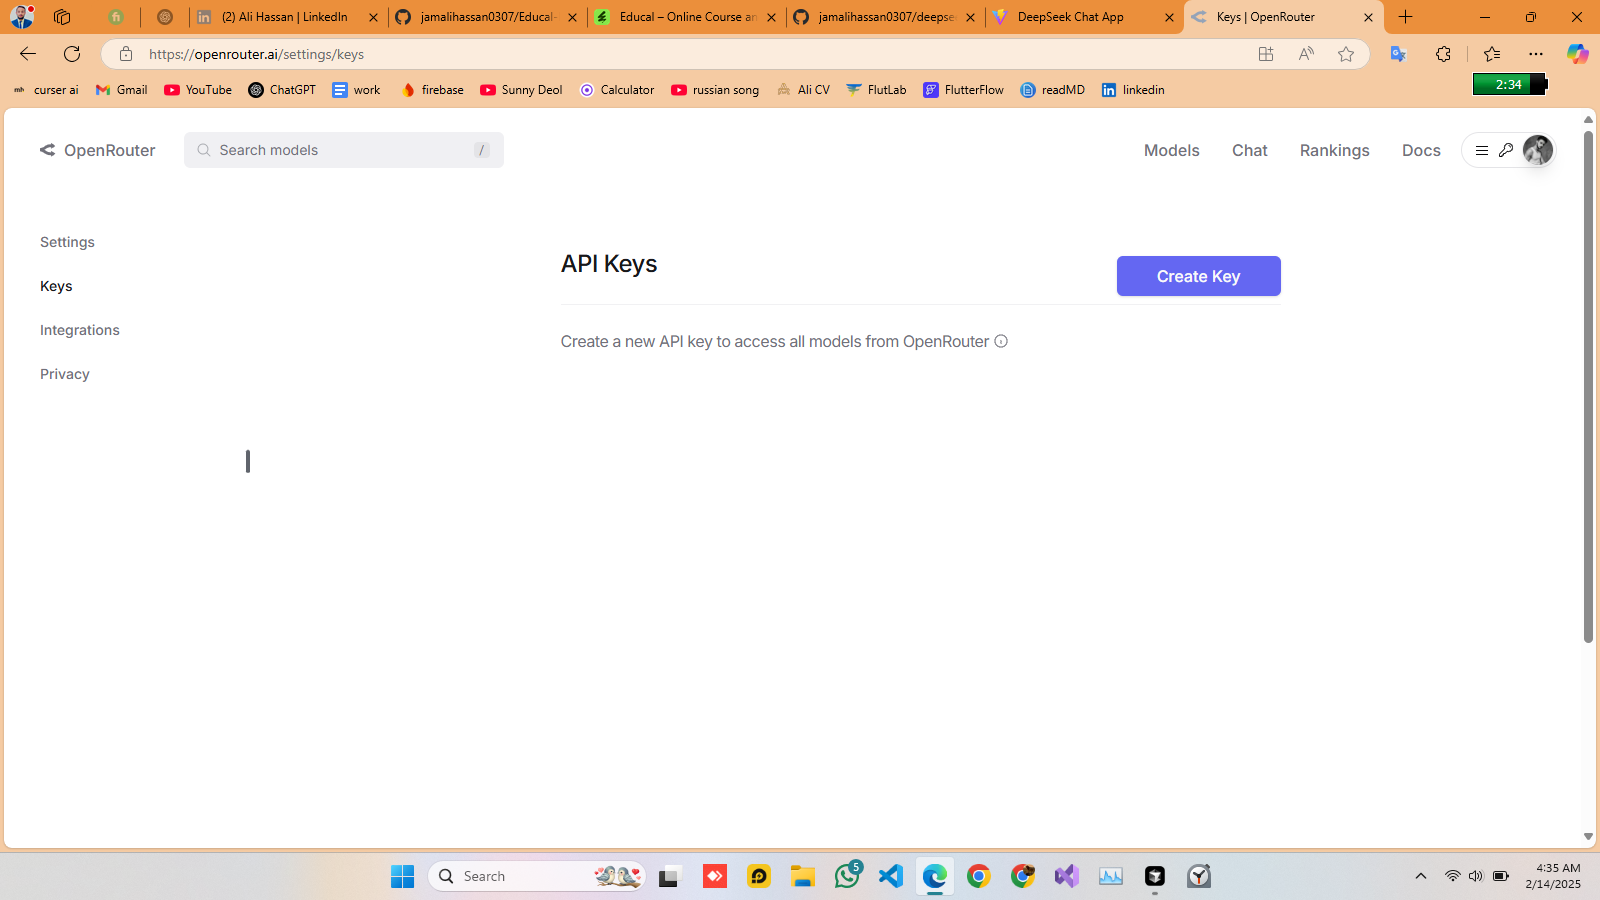 (2) Ali Hassan | LinkedIn
jamalihassan0307/Educal-
Educal – Online Course an
jamalihassan0307/deepsee
DeepSeek Chat App
Keys | OpenRouter
https://openrouter.ai/settings/keys
curser ai
Gmail
YouTube
ChatGPT
work
firebase
Sunny Deol
Calculator
russian song
Ali CV
FlutLab
FlutterFlow
readMD
linkedin
2:34
OpenRouter
Search models
/
Models
Chat
Rankings
Docs
Settings
Keys
Integrations
Privacy
API Keys
Create Key
Create a new API key to access all models from OpenRouter
Search
5
4:35 AM
2/14/2025